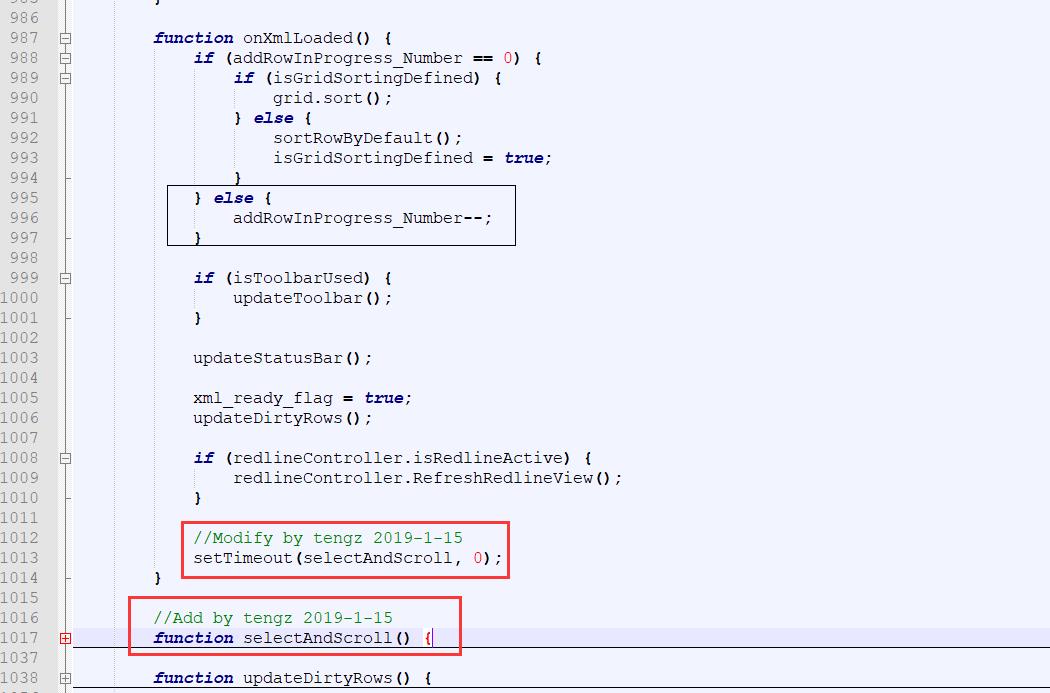 986
987 function onXmlLoaded() {
988 if (addRowInProgress_Number == 0) {
989 if (isGridSortingDefined) {
990 grid.sort();
991 } else {
992 sortRowByDefault();
993 isGridSortingDefined = true;
994 }
995 } else {
996 addRowInProgress_Number--;
997 }
998
999 if (isToolbarUsed) {
1000 updateToolbar();
1001 }
1002
1003 updateStatusBar();
1004
1005 xml_ready_flag = true;
1006 updateDirtyRows();
1007
1008 if (redlineController.isRedlineActive) {
1009 redlineController.RefreshRedlineView();
1010 }
1011
1012 //Modify by tengz 2019-1-15
1013 setTimeout(selectAndScroll, 0);
1014 }
1015
1016 //Add by tengz 2019-1-15
1017 function selectAndScroll() {
1037
1038 function updateDirtyRows() {